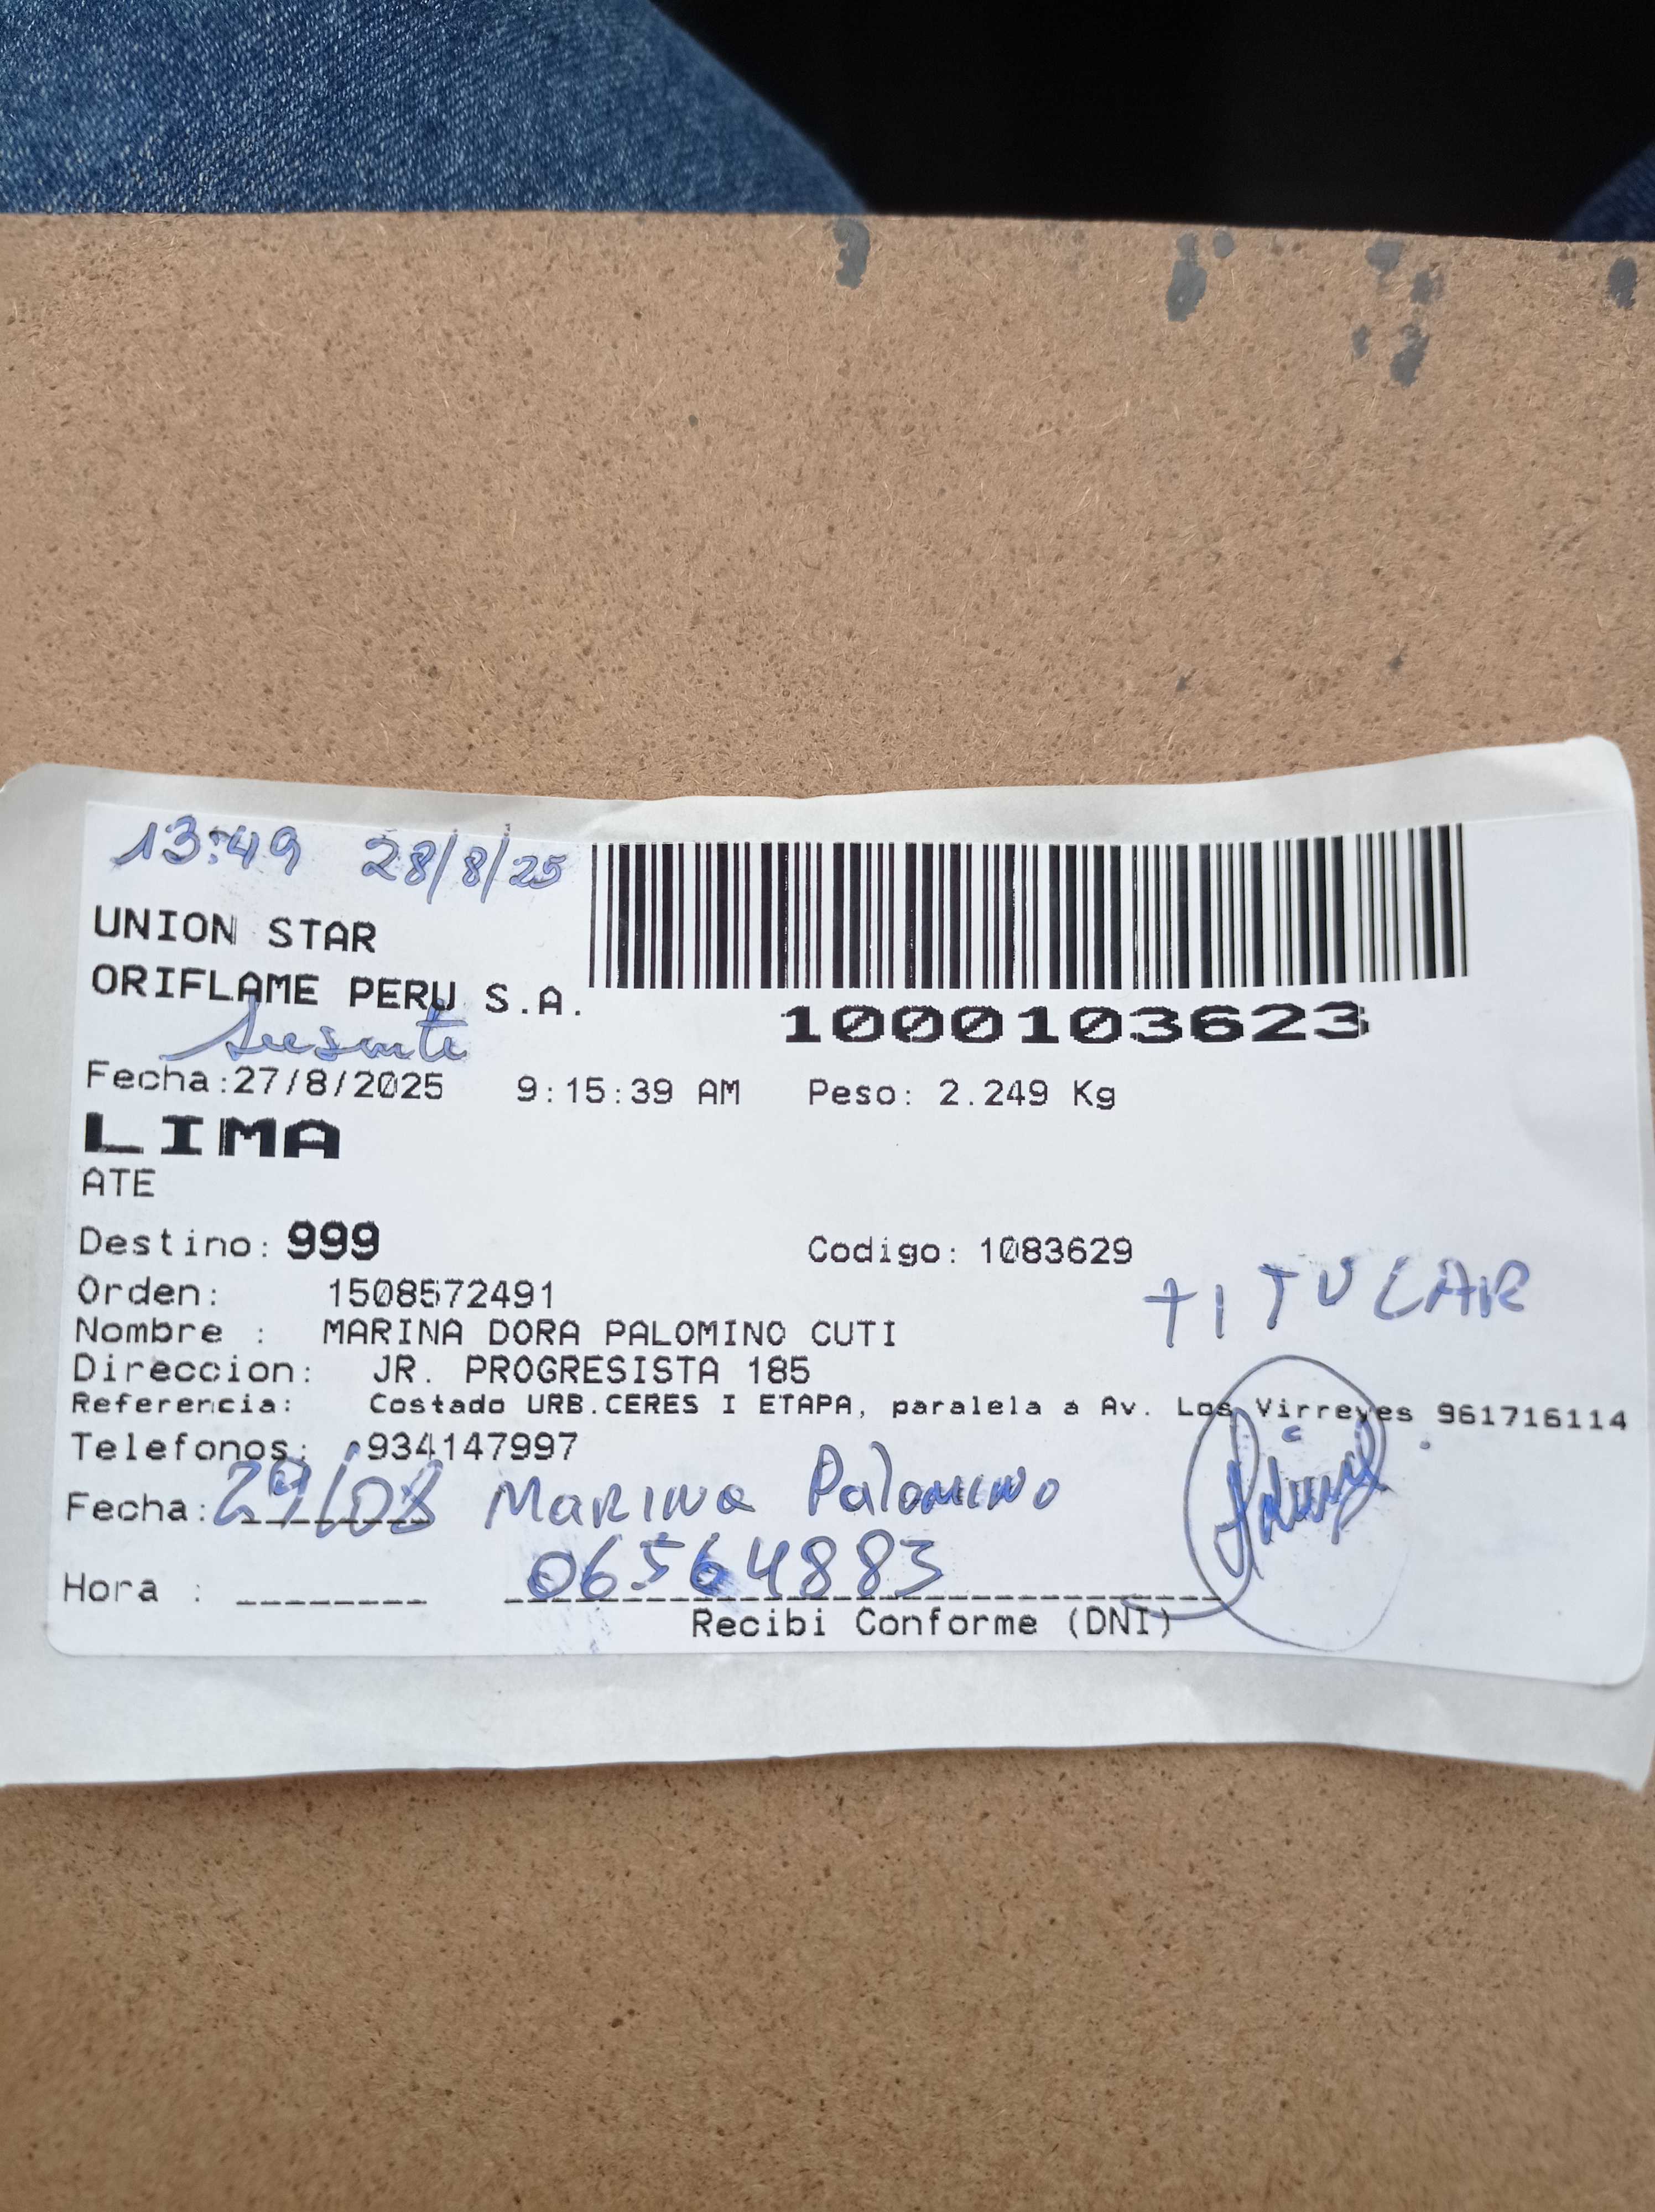 13:49 28/8/25
UNION STAR
ORIFLAME PERU S.A.
1000103623
Fecha:27/8/2025 9:15:39 AM Peso: 2.249 Kg
LIMA
ATE
Destino: 999 Codigo: 1083629
TITULAR
Orden: 1508572491
Nombre : MARINA DORA PALOMINO CUTI
Direccion: JR. PROGRESISTA 185
Referencia: Costado URB.CERES I ETAPA, paralela a Av. Los Virreyes 961716114
Telefonos: 934147997
Fecha: 29/08 Marina Palomino
Hora : 06564883
Recibi Conforme (DNI)